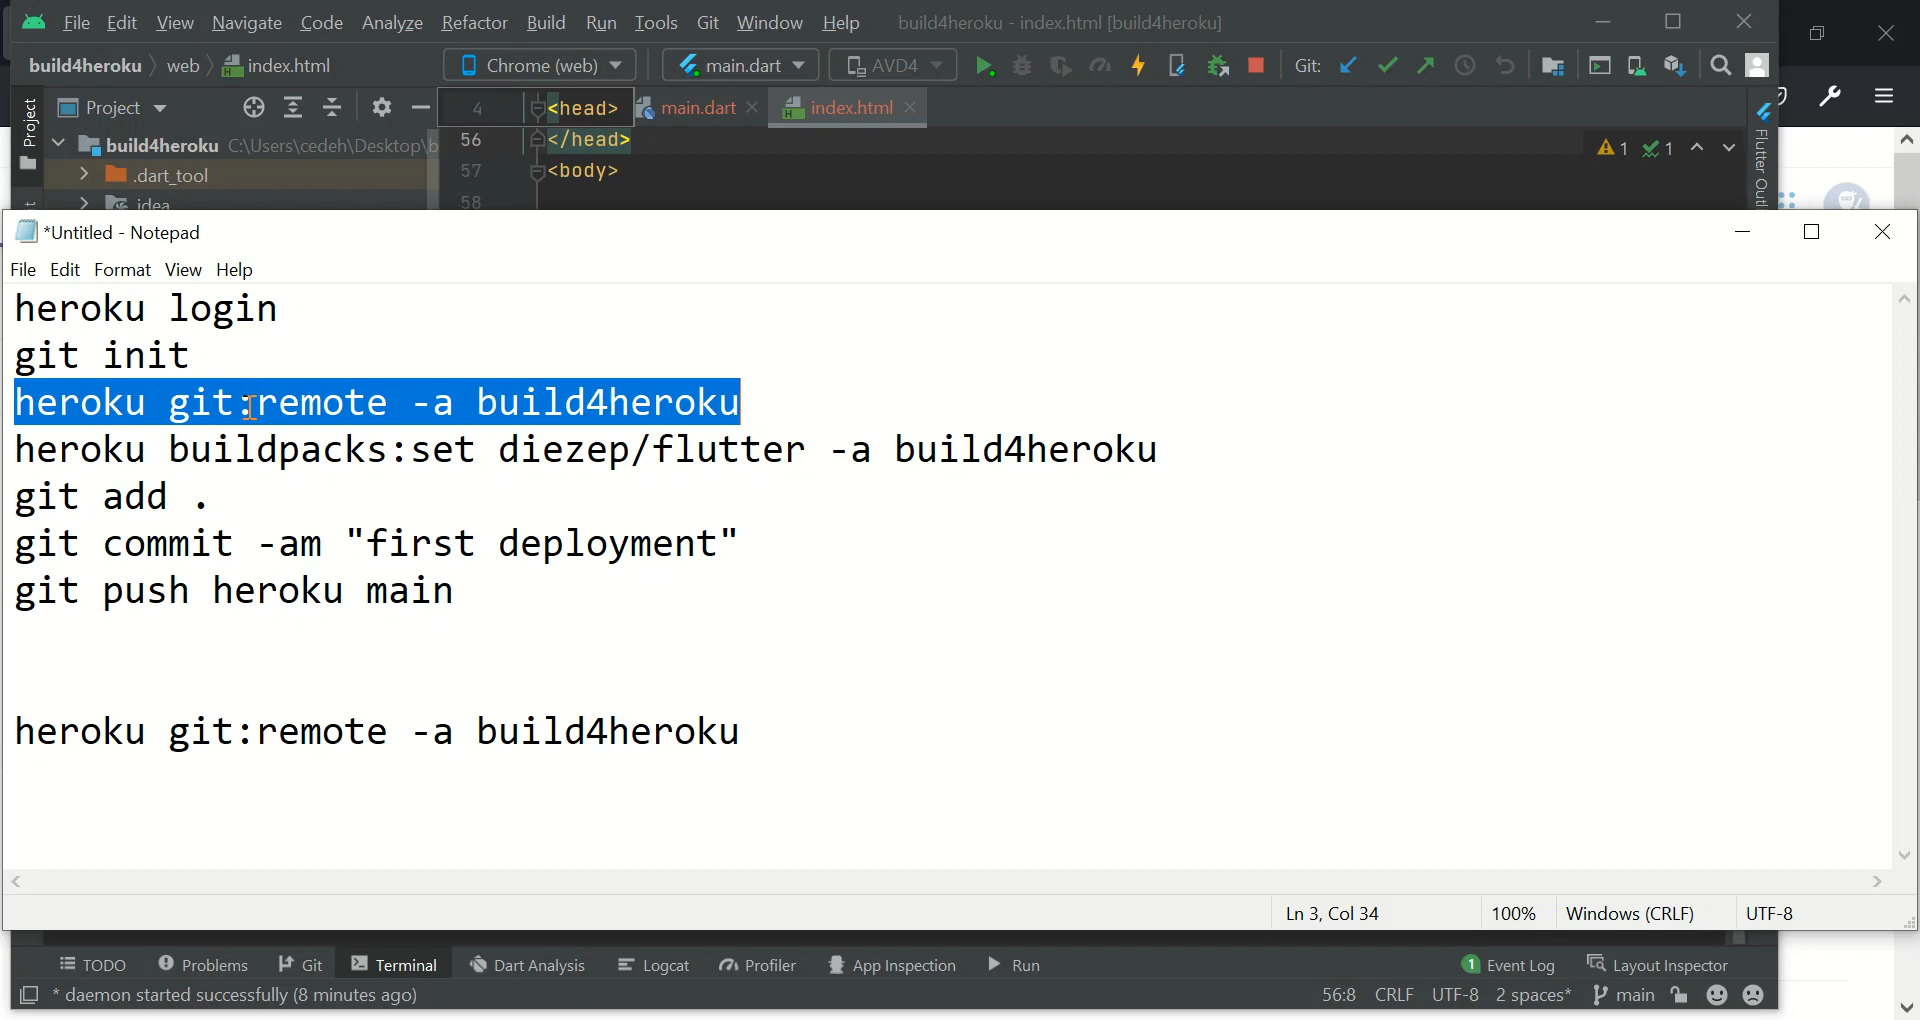 File Edit View Navigate Code Analyze Refactor Build Run Tools Git Window Help build4heroku - index.html [build4heroku]
build4heroku web index.html Chrome (web) main.dart AVD4 Git:
Project Project 4 <head> main.dart index.html
56 </head>
build4heroku C:\Users\cedeh\Desktop\b
57 <body> 1 1
.dart_tool
58
idea
Flutter Outl
*Untitled - Notepad
File Edit Format View Help
heroku login
git init
heroku git:remote -a build4heroku
heroku buildpacks:set diezep/flutter -a build4heroku
git add .
git commit -am "first deployment"
git push heroku main
heroku git:remote -a build4heroku
Ln 3, Col 34 100% Windows (CRLF) UTF-8
TODO Problems Git Terminal Dart Analysis Logcat Profiler App Inspection Run 1 Event Log Layout Inspector
* daemon started successfully (8 minutes ago) 56:8 CRLF UTF-8 2 spaces* main